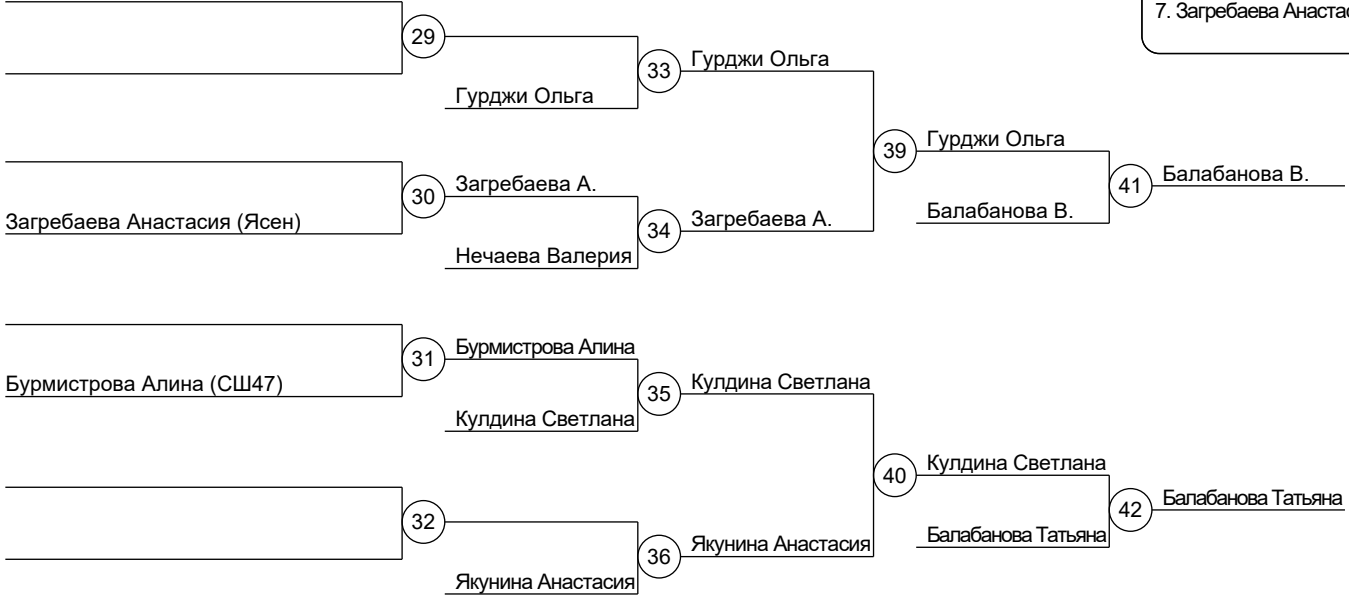 7. Загребаева
29
33
Гурджи Ольга
Гурджи Ольга
39
Гурджи Ольга
30
Загребаева А.
41
Балабанова В.
Загребаева Анастасия (Ясен)
34
Загребаева А.
Балабанова В.
Нечаева Валерия
31
Бурмистрова Алина
Бурмистрова Алина (СШ47)
35
Кулдина Светлана
Кулдина Светлана
40
Кулдина Светлана
32
42
Балабанова Татьяна
36
Якунина Анастасия
Балабанова Татьяна
Якунина Анастасия